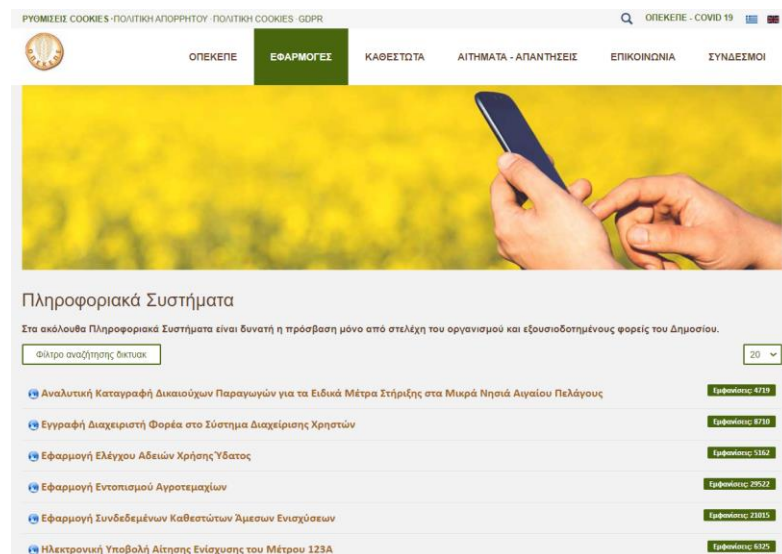 ΡΥΘΜΙΣΕΙΣ COOKIES ·ΠΟΛΙΤΙΚΗ ΑΠΟΡΡΗΤΟΥ ·ΠΟΛΙΤΙΚΗ COOKIES ·GDPR
ΟΠΕΚΕΠΕ - COVID 19
ΟΠΕΚΕΠΕ
ΕΦΑΡΜΟΓΕΣ
ΚΑΘΕΣΤΩΤΑ
ΑΙΤΗΜΑΤΑ - ΑΠΑΝΤΗΣΕΙΣ
ΕΠΙΚΟΙΝΩΝΙΑ
ΣΥΝΔΕΣΜΟΙ
Πληροφοριακά Συστήματα
Στα ακόλουθα Πληροφοριακά Συστήματα είναι δυνατή η πρόσβαση μόνο από στελέχη του οργανισμού και εξουσιοδοτημένους φορείς του Δημοσίου.
Φίλτρο αναζήτησης δικτυακ
20
Αναλυτική Καταγραφή Δικαιούχων Παραγωγών για τα Ειδικά Μέτρα Στήριξης στα Μικρά Νησιά Αιγαίου Πελάγους
Εμφανίσεις: 4719
Εγγραφή Διαχειριστή Φορέα στο Σύστημα Διαχείρισης Χρηστών
Εμφανίσεις: 8710
Εφαρμογή Ελέγχου Αδειών Χρήσης Ύδατος
Εμφανίσεις: 5162
Εφαρμογή Εντοπισμού Αγροτεμαχίων
Εμφανίσεις: 29522
Εφαρμογή Συνδεδεμένων Καθεστώτων Άμεσων Ενισχύσεων
Εμφανίσεις: 21015
Ηλεκτρονική Υποβολή Αίτησης Ενίσχυσης του Μέτρου 123Α
Εμφανίσεις: 6325